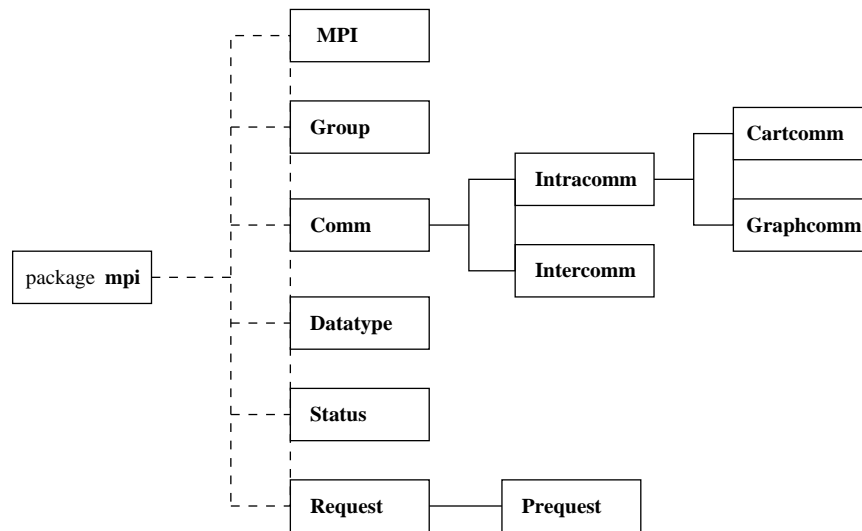 MPI
Group
Cartcomm
Intracomm
Comm
Graphcomm
package mpi
Intercomm
Datatype
Status
Request
Prequest